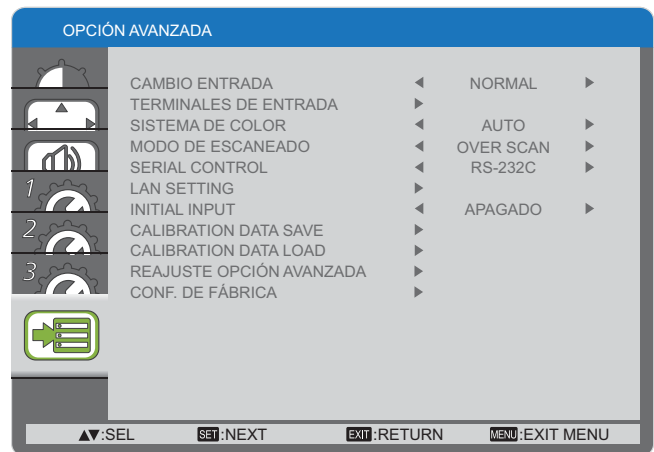 OPCIÓN AVANZADA
CAMBIO ENTRADA ◀ NORMAL ▶
TERMINALES DE ENTRADA ▶
SISTEMA DE COLOR ◀ AUTO ▶
MODO DE ESCANEADO ◀ OVER SCAN ▶
SERIAL CONTROL ◀ RS-232C ▶
1 LAN SETTING ▶
INITIAL INPUT ◀ APAGADO ▶
2 CALIBRATION DATA SAVE ▶
CALIBRATION DATA LOAD ▶
3 REAJUSTE OPCIÓN AVANZADA ▶
CONF. DE FÁBRICA ▶
▲▼:SEL SET:NEXT EXIT:RETURN MENU:EXIT MENU